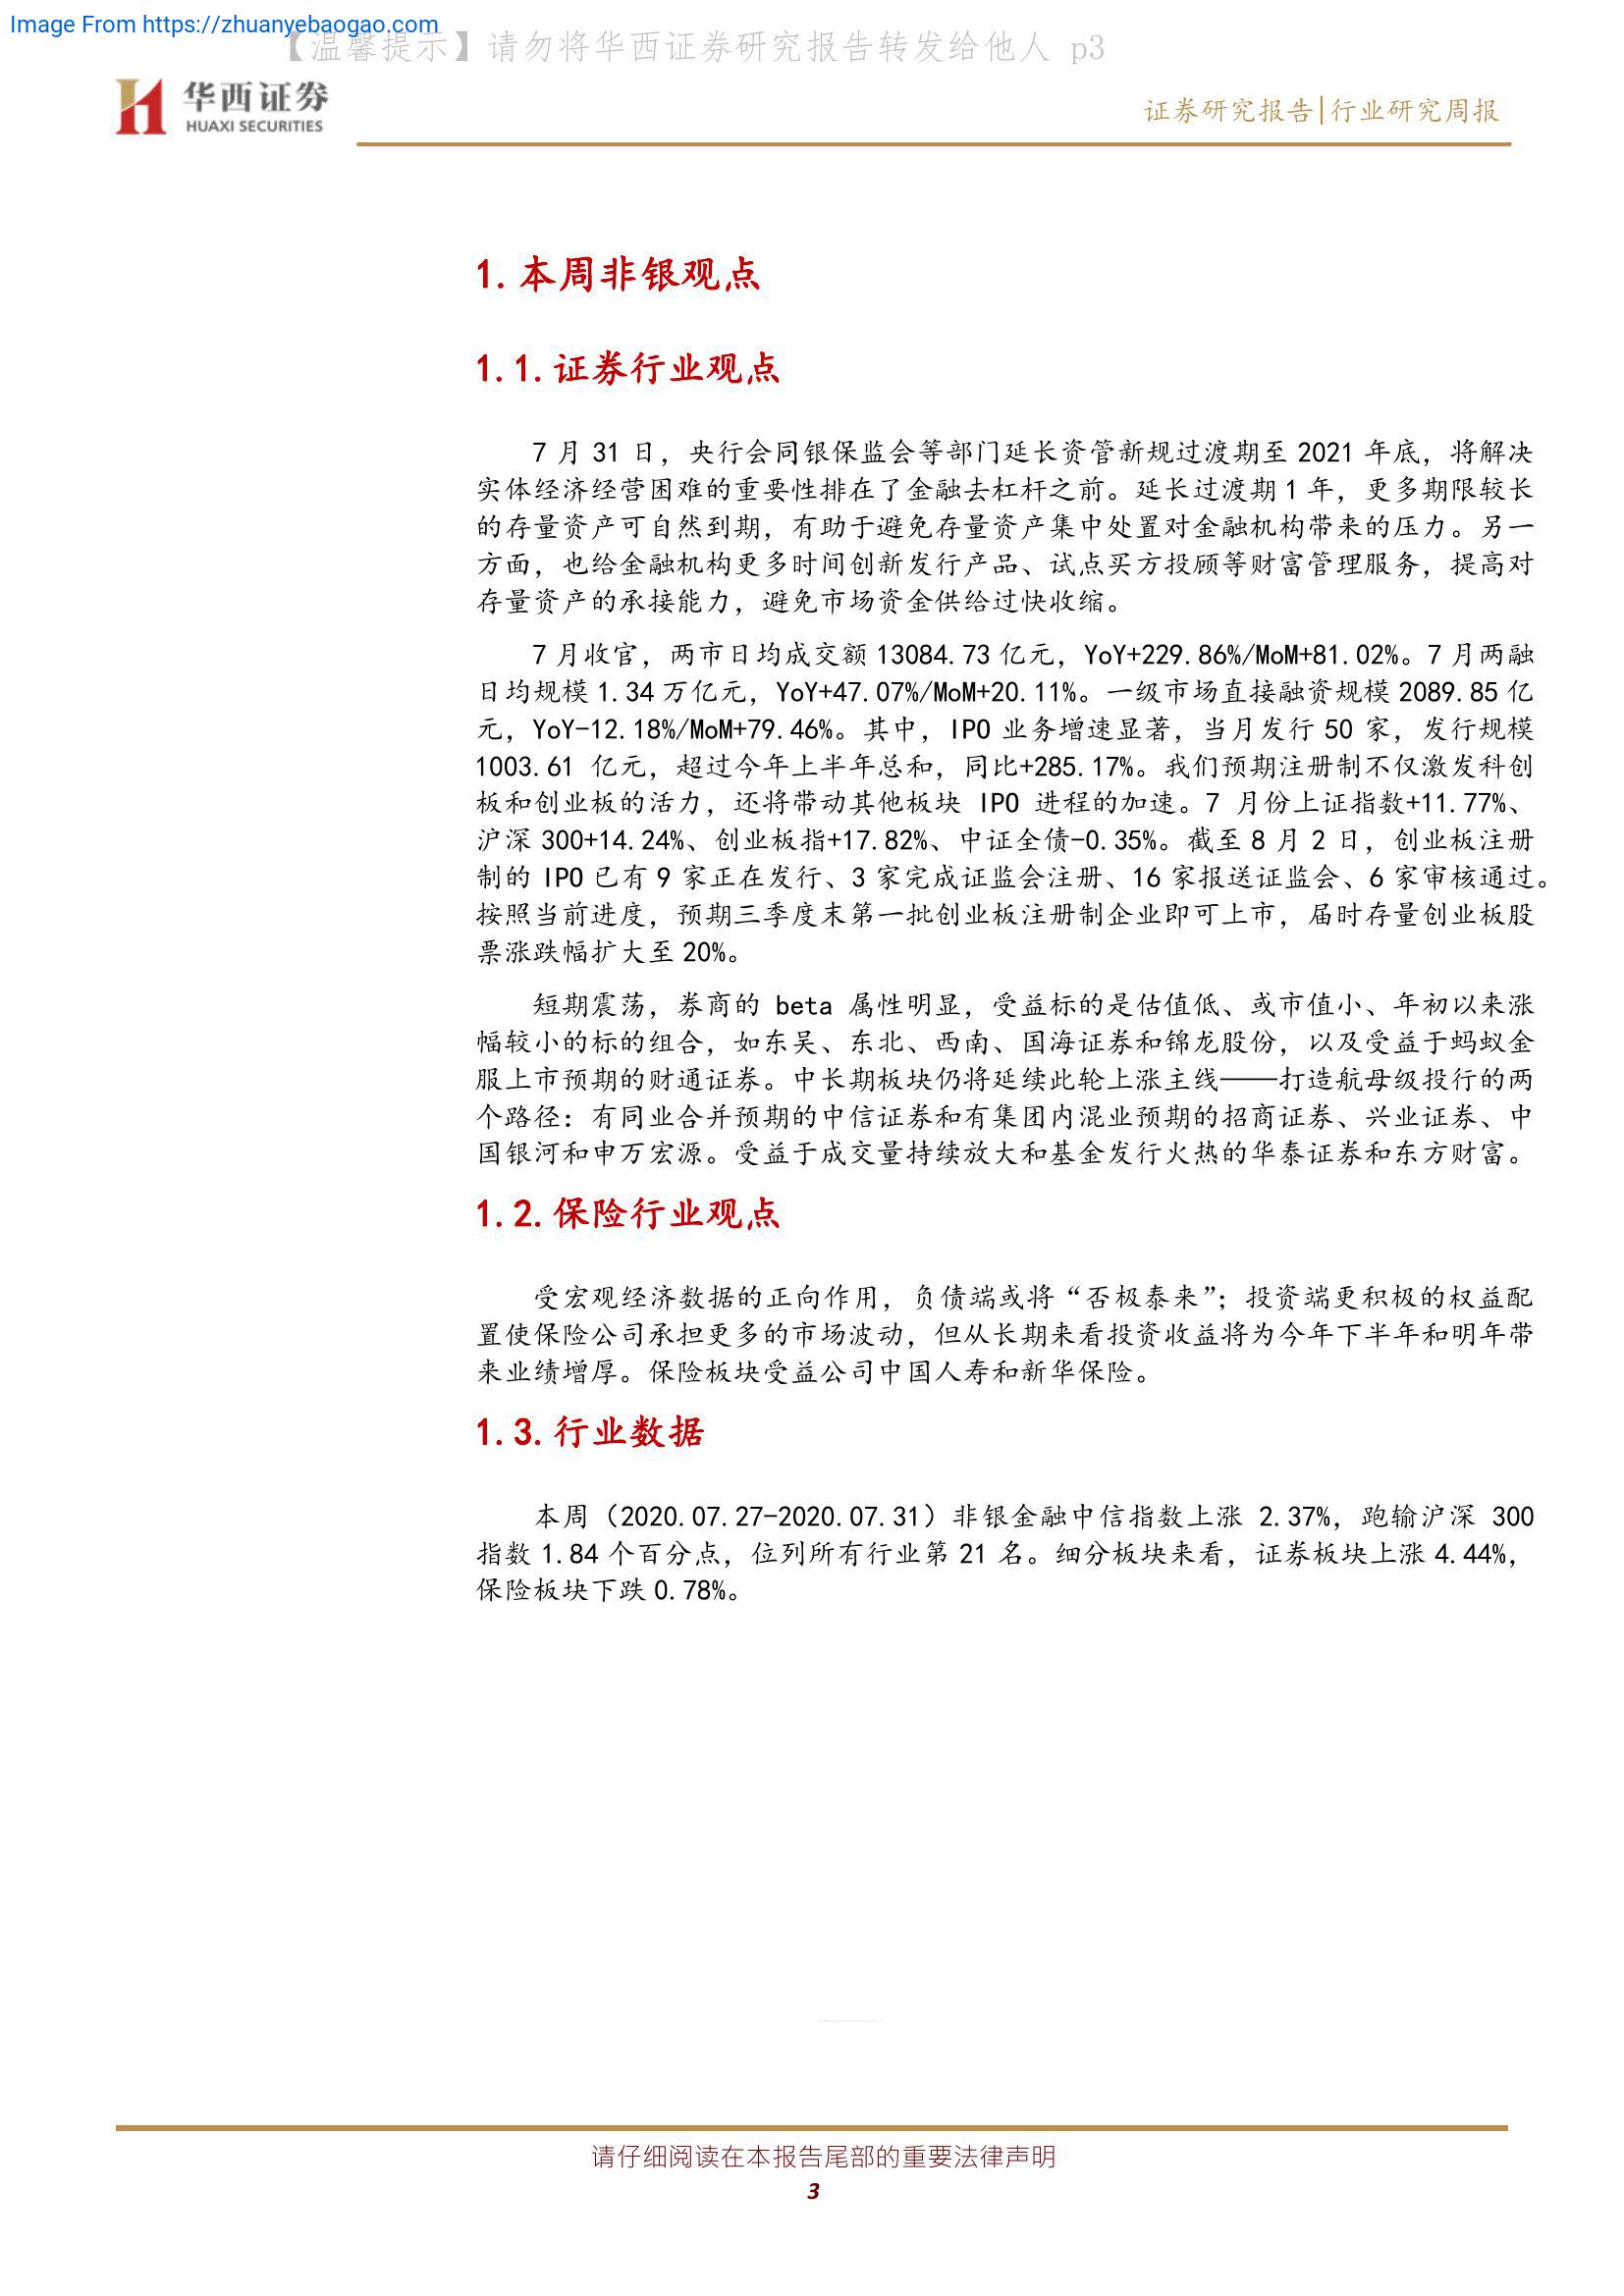 Image From https://zhuanyebaogao.com
【温馨提示】请勿将华西证券研究报告转发给他人 p3
华西证券
HUAXI SECURITIES
证券研究报告|行业研究周报
1.本周非银观点
1.1.证券行业观点
7 月 31 日，央行会同银保监会等部门延长资管新规过渡期至 2021 年底，将解决
实体经济经营困难的重要性排在了金融去杠杆之前。延长过渡期 1 年，更多期限较长
的存量资产可自然到期，有助于避免存量资产集中处置对金融机构带来的压力。另一
方面，也给金融机构更多时间创新发行产品、试点买方投顾等财富管理服务，提高对
存量资产的承接能力，避免市场资金供给过快收缩。
7 月收官，两市日均成交额 13084.73 亿元，YoY+229.86%/MoM+81.02%。7 月两融
日均规模 1.34 万亿元，YoY+47.07%/MoM+20.11%。一级市场直接融资规模 2089.85 亿
元，YoY-12.18%/MoM+79.46%。其中，IPO 业务增速显著，当月发行 50 家，发行规模
1003.61 亿元，超过今年上半年总和，同比+285.17%。我们预期注册制不仅激发科创
板和创业板的活力，还将带动其他板块 IPO 进程的加速。7 月份上证指数+11.77%、
沪深 300+14.24%、创业板指+17.82%、中证全债-0.35%。截至 8 月 2 日，创业板注册
制的 IPO 已有 9 家正在发行、3 家完成证监会注册、16 家报送证监会、6 家审核通过。
按照当前进度，预期三季度末第一批创业板注册制企业即可上市，届时存量创业板股
票涨跌幅扩大至 20%。
短期震荡，券商的 beta 属性明显，受益标的是估值低、或市值小、年初以来涨
幅较小的标的组合，如东吴、东北、西南、国海证券和锦龙股份，以及受益于蚂蚁金
服上市预期的财通证券。中长期板块仍将延续此轮上涨主线——打造航母级投行的两
个路径：有同业合并预期的中信证券和有集团内混业预期的招商证券、兴业证券、中
国银河和申万宏源。受益于成交量持续放大和基金发行火热的华泰证券和东方财富。
1.2.保险行业观点
受宏观经济数据的正向作用，负债端或将“否极泰来”；投资端更积极的权益配
置使保险公司承担更多的市场波动，但从长期来看投资收益将为今年下半年和明年带
来业绩增厚。保险板块受益公司中国人寿和新华保险。
1.3.行业数据
本周（2020.07.27-2020.07.31）非银金融中信指数上涨 2.37%，跑输沪深 300
指数 1.84 个百分点，位列所有行业第 21 名。细分板块来看，证券板块上涨 4.44%，
保险板块下跌 0.78%。
请仔细阅读在本报告尾部的重要法律声明
3